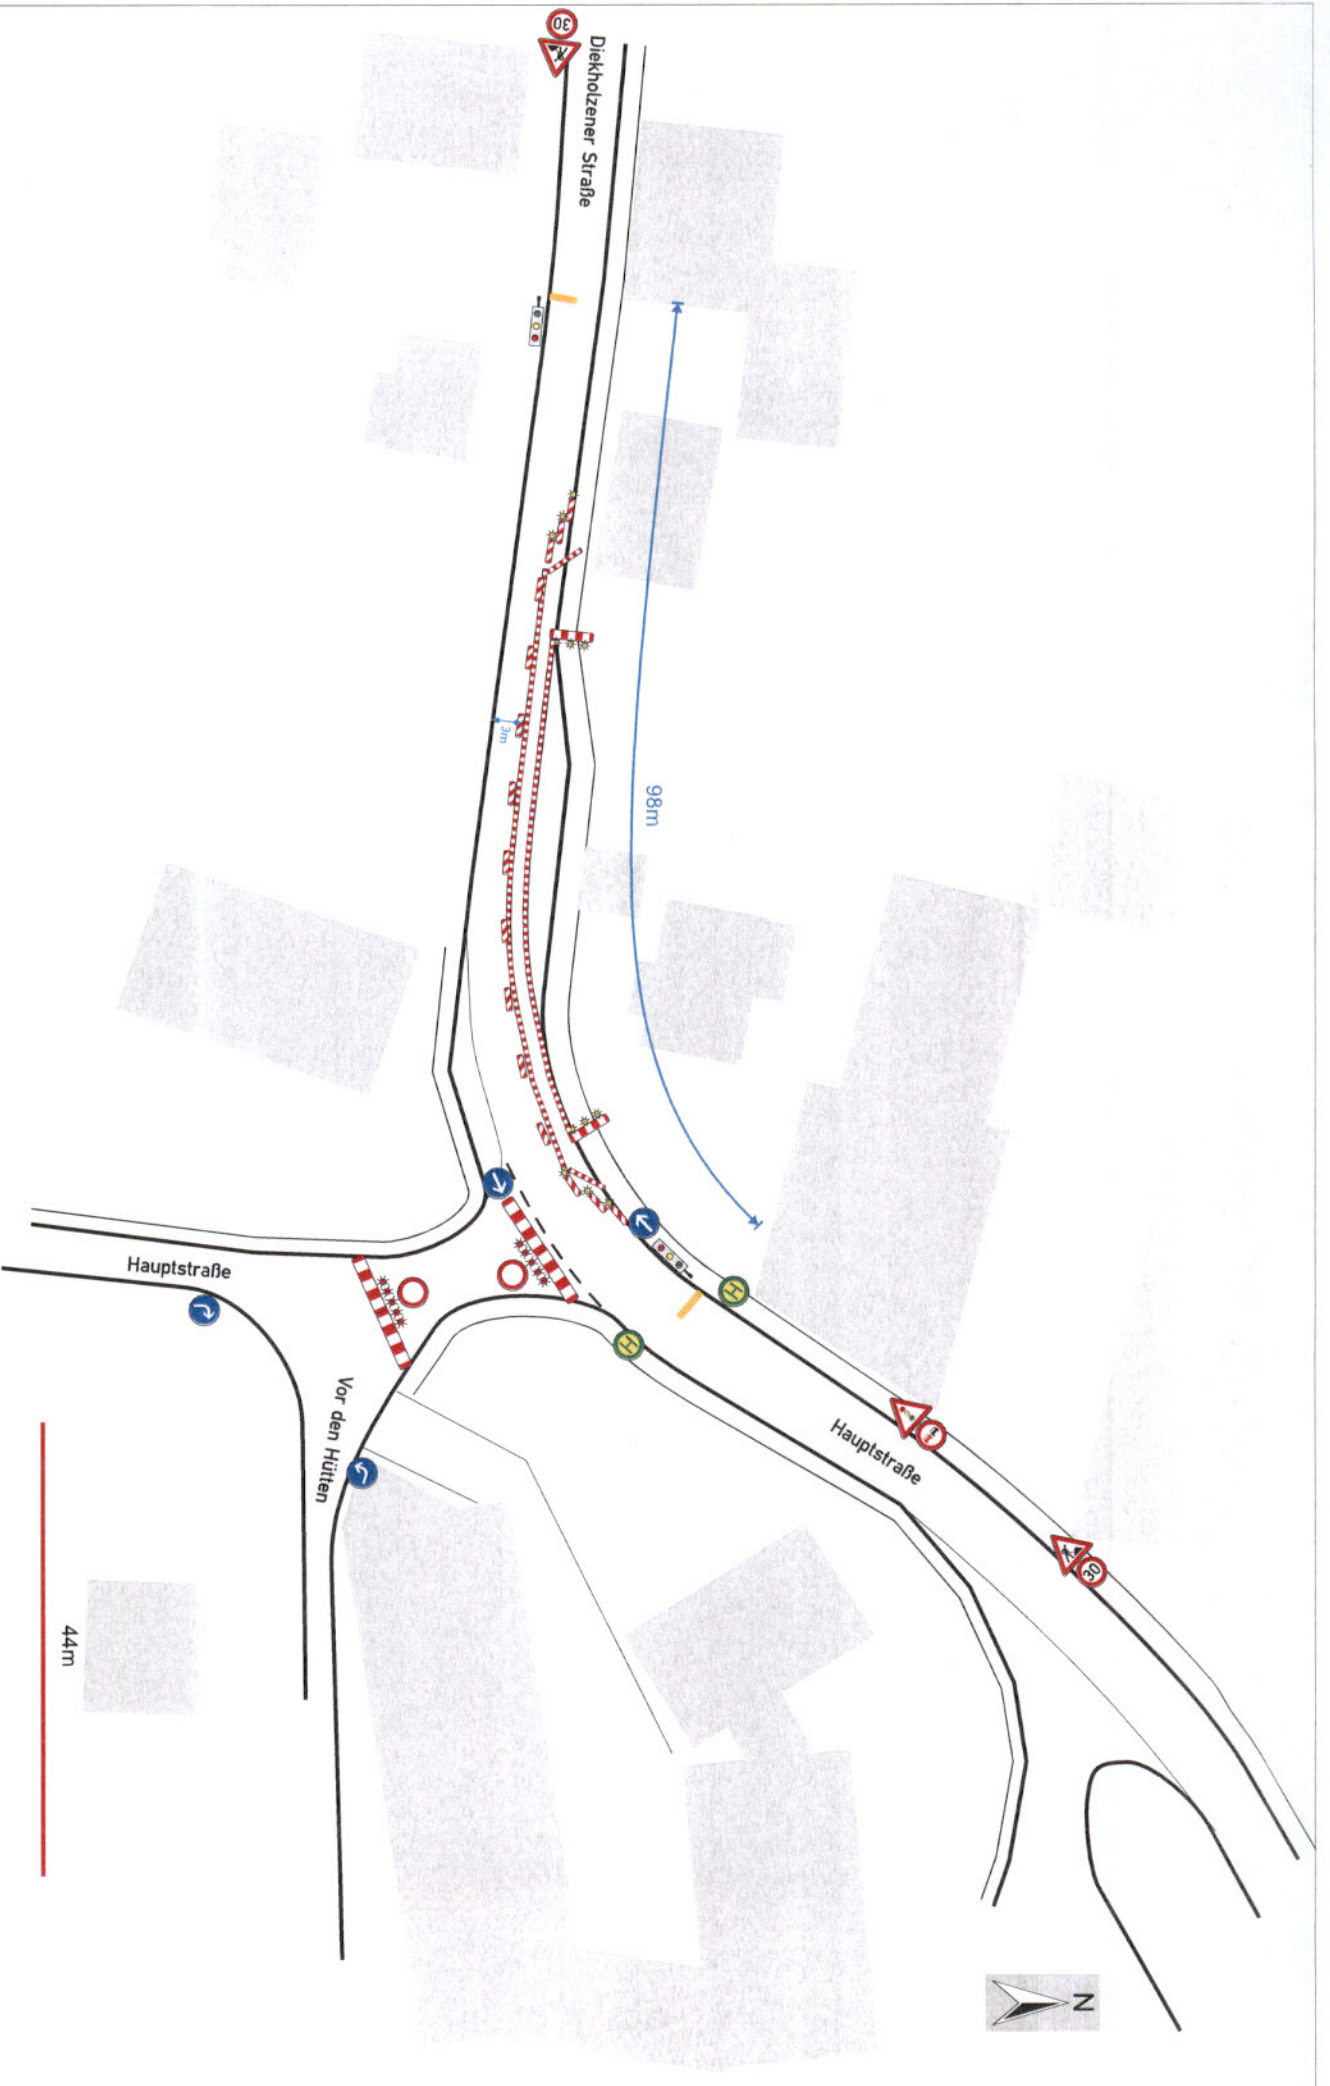 30
Diekholzener Straße
98m
3m
H
H
Hauptstraße
Hauptstraße
Vor den Hütten
30
44m
N